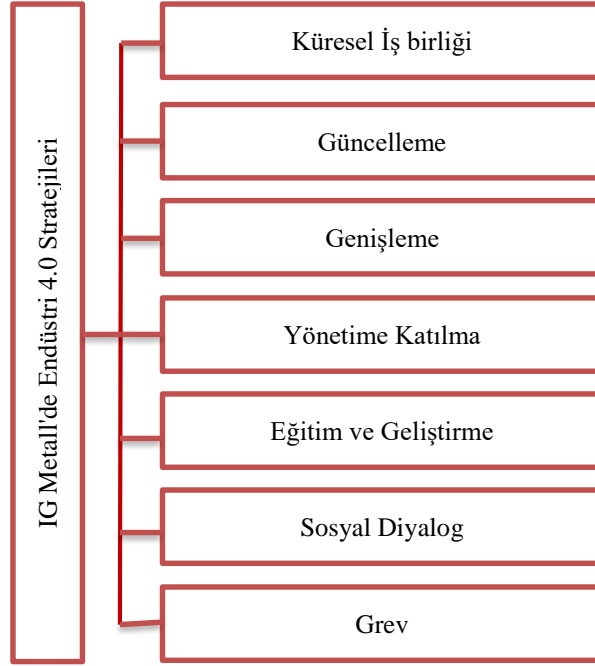 IG Metall'de Endüstri 4.0 Stratejileri
Küresel İş birliği
Güncelleme
Genişleme
Yönetime Katılma
Eğitim ve Geliştirme
Sosyal Diyalog
Grev